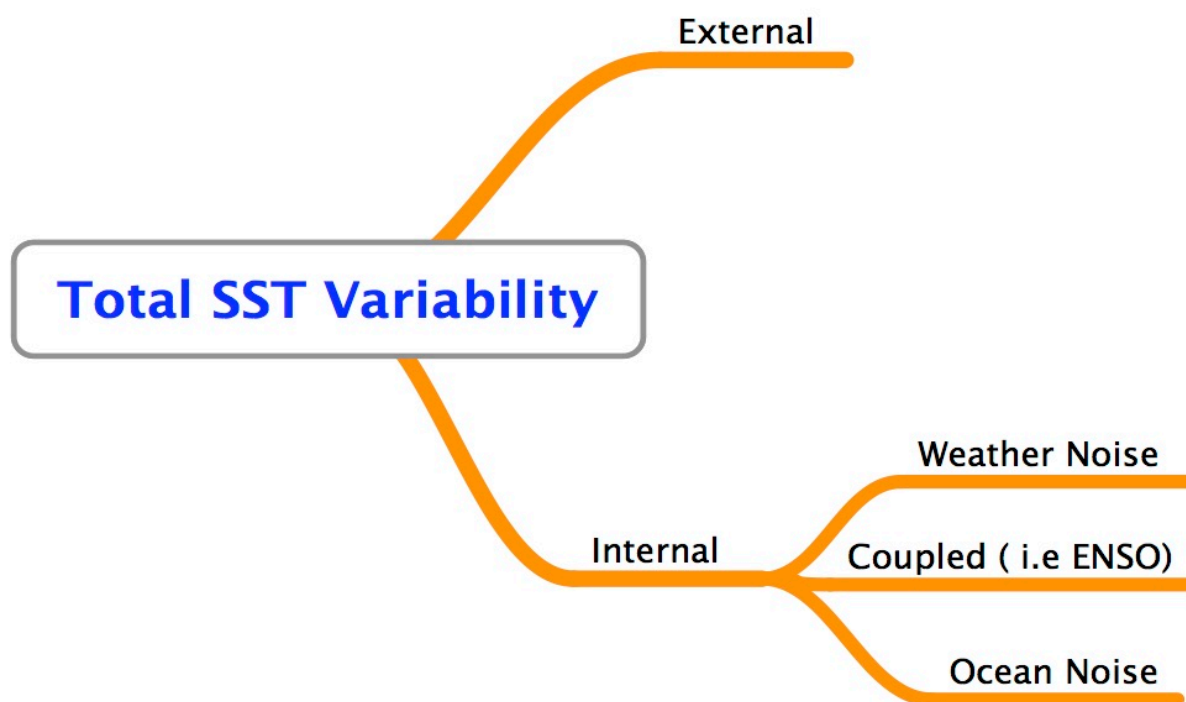 External
Total SST Variability
Weather Noise
Internal
Coupled ( i.e ENSO)
Ocean Noise